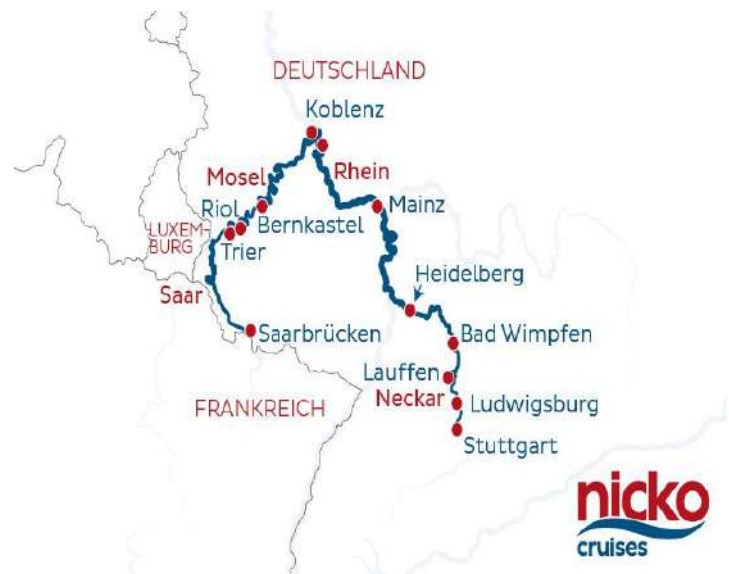 DEUTSCHLAND
Koblenz
Rhein
Mosel
Riol
Mainz
LUXEM-
BURG
Bernkastel
Trier
Heidelberg
Saar
Saarbrücken
Bad Wimpfen
Lauffen
Neckar
FRANKREICH
Ludwigsburg
Stuttgart
nicko
cruises